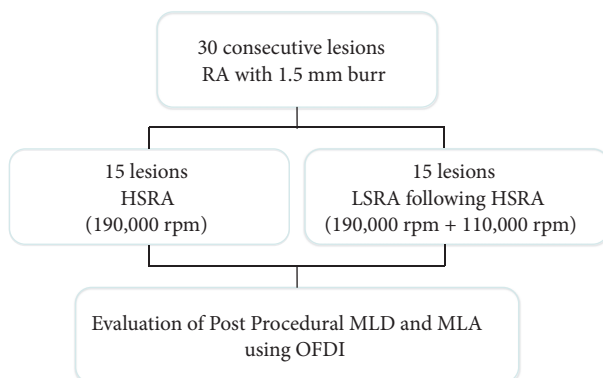 30 consecutive lesions
RA with 1.5 mm burr
15 lesions
HSRA
(190,000 rpm)
15 lesions
LSRA following HSRA
(190,000 rpm + 110,000 rpm)
Evaluation of Post Procedural MLD and MLA
using OFDI